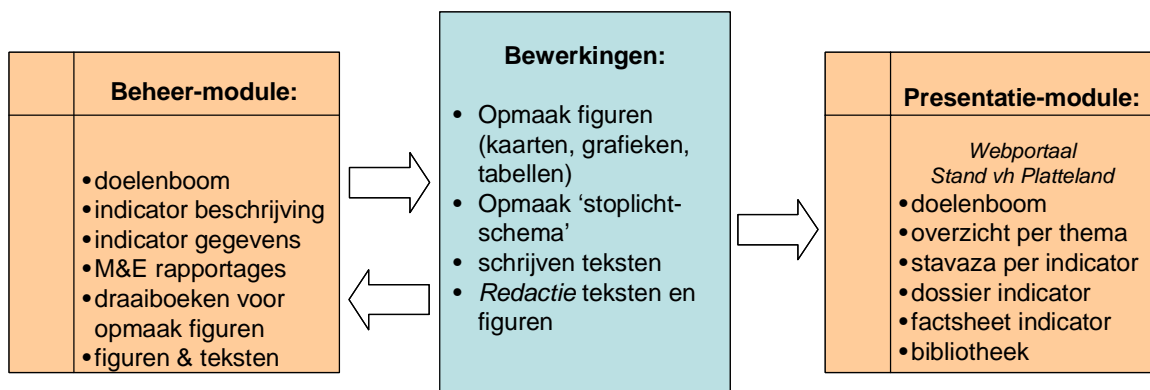 Beheer-module:
•doelenboom
•indicator beschrijving
•indicator gegevens
•M&E rapportages
•draaiboeken voor
opmaak figuren
•figuren & teksten
Bewerkingen:
• Opmaak figuren
(kaarten, grafieken,
tabellen)
• Opmaak ‘stoplicht-
schema’
• schrijven teksten
• Redactie teksten en
figuren
Presentatie-module:
Webportaal
Stand vh Platteland
•doelenboom
•overzicht per thema
•stavaza per indicator
•dossier indicator
•factsheet indicator
•bibliotheek